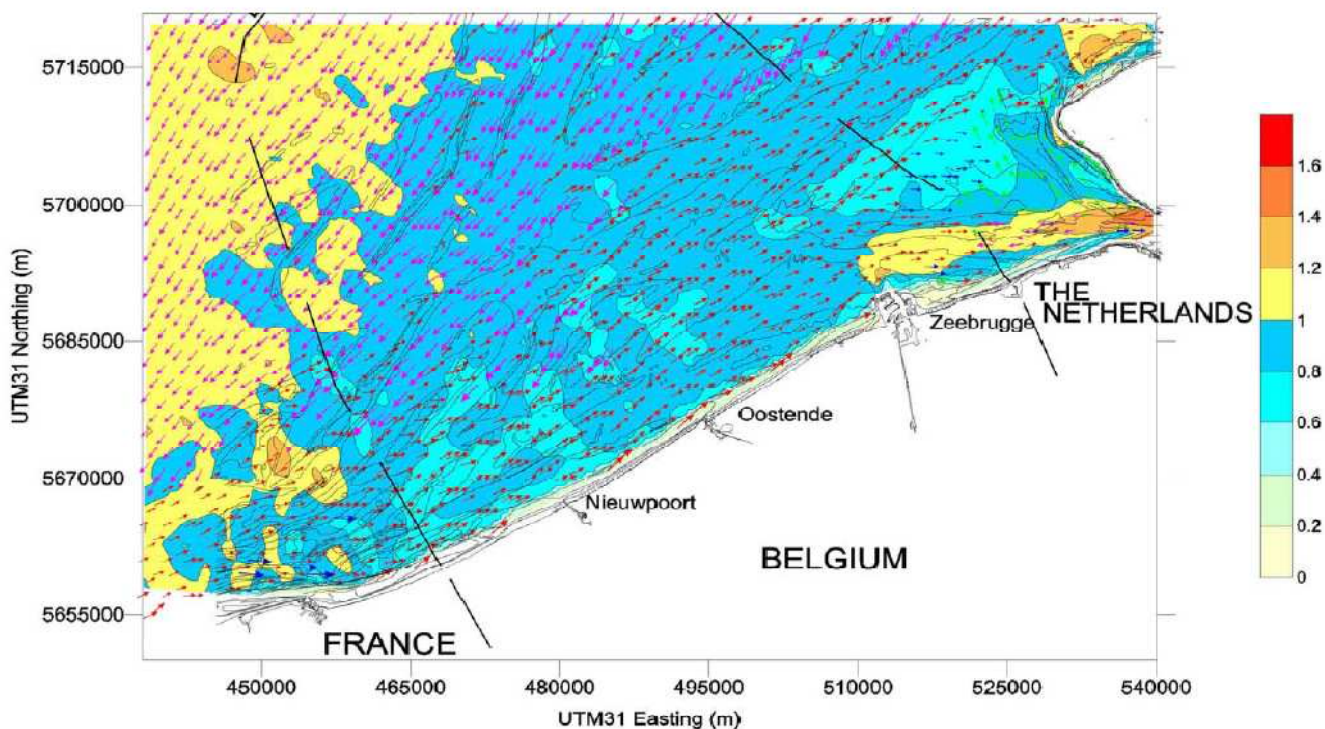 5715000
5700000
5685000
5670000
5655000
UTM31 Northing (m)
THE
NETHERLANDS
Zeebrugge
Oostende
Nieuwpoort
BELGIUM
FRANCE
1.6
1.4
1.2
1
0.8
0.6
0.4
0.2
0
450000 465000 480000 495000 510000 525000 540000
UTM31 Easting (m)